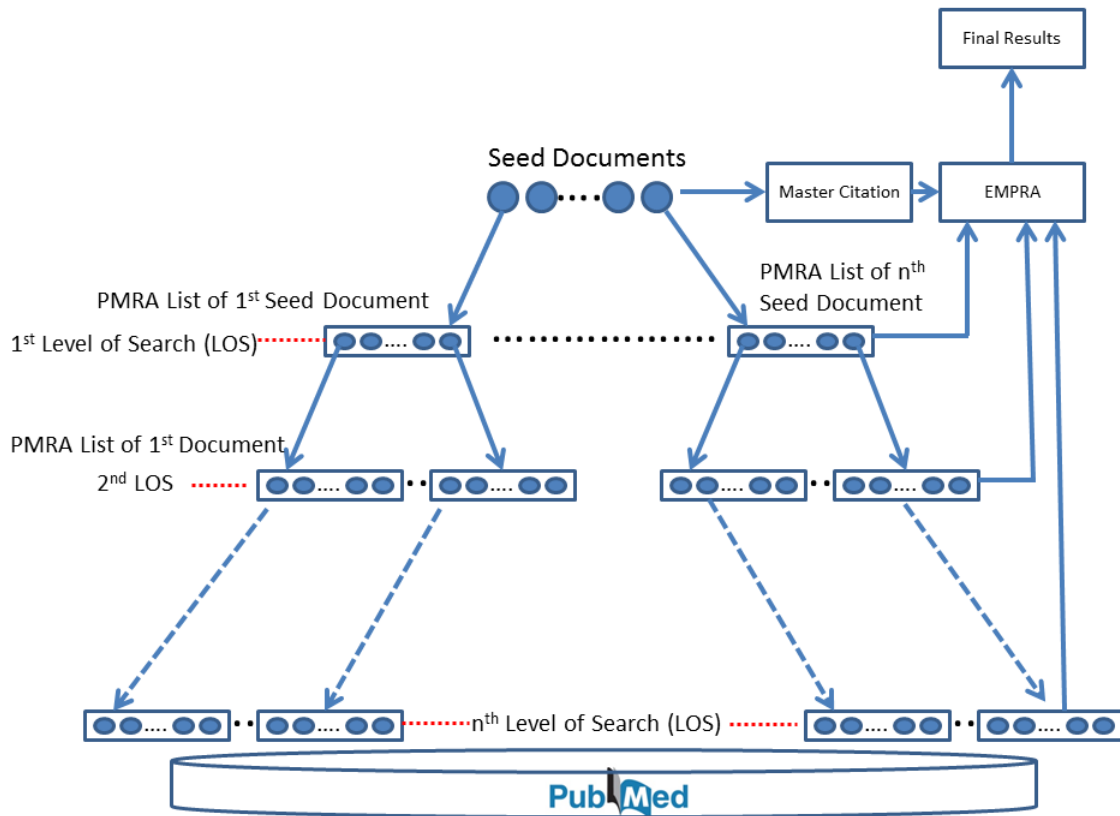 Final Results
Seed Documents
Master Citation
EMPRA
PMRA List of nth
Seed Document
PMRA List of 1st Seed Document
1st Level of Search (LOS)
PMRA List of 1st Document
2nd LOS
nth Level of Search (LOS)
PubMed